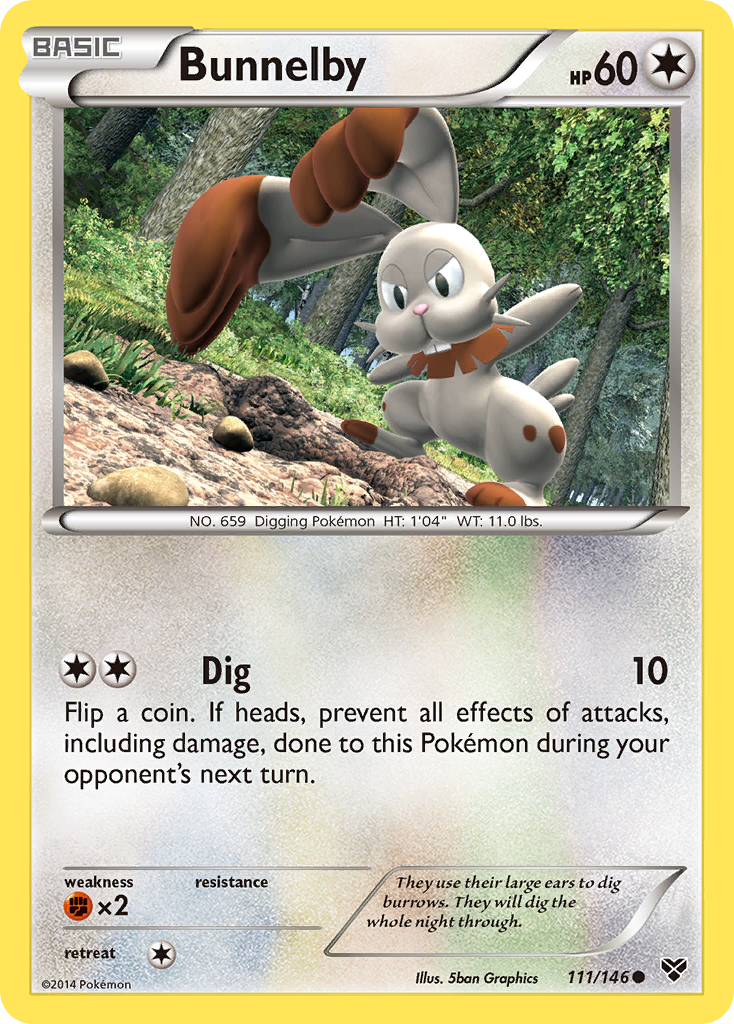 BASIC
Bunnelby
HP60
NO. 659 Digging Pokémon HT: 1'04" WT: 11.0 lbs.
Dig 10
Flip a coin. If heads, prevent all effects of attacks,
including damage, done to this Pokémon during your
opponent's next turn.
weakness resistance
×2
They use their large ears to dig
burrows. They will dig the
whole night through.
retreat
©2014 Pokémon
Illus. 5ban Graphics 111/146